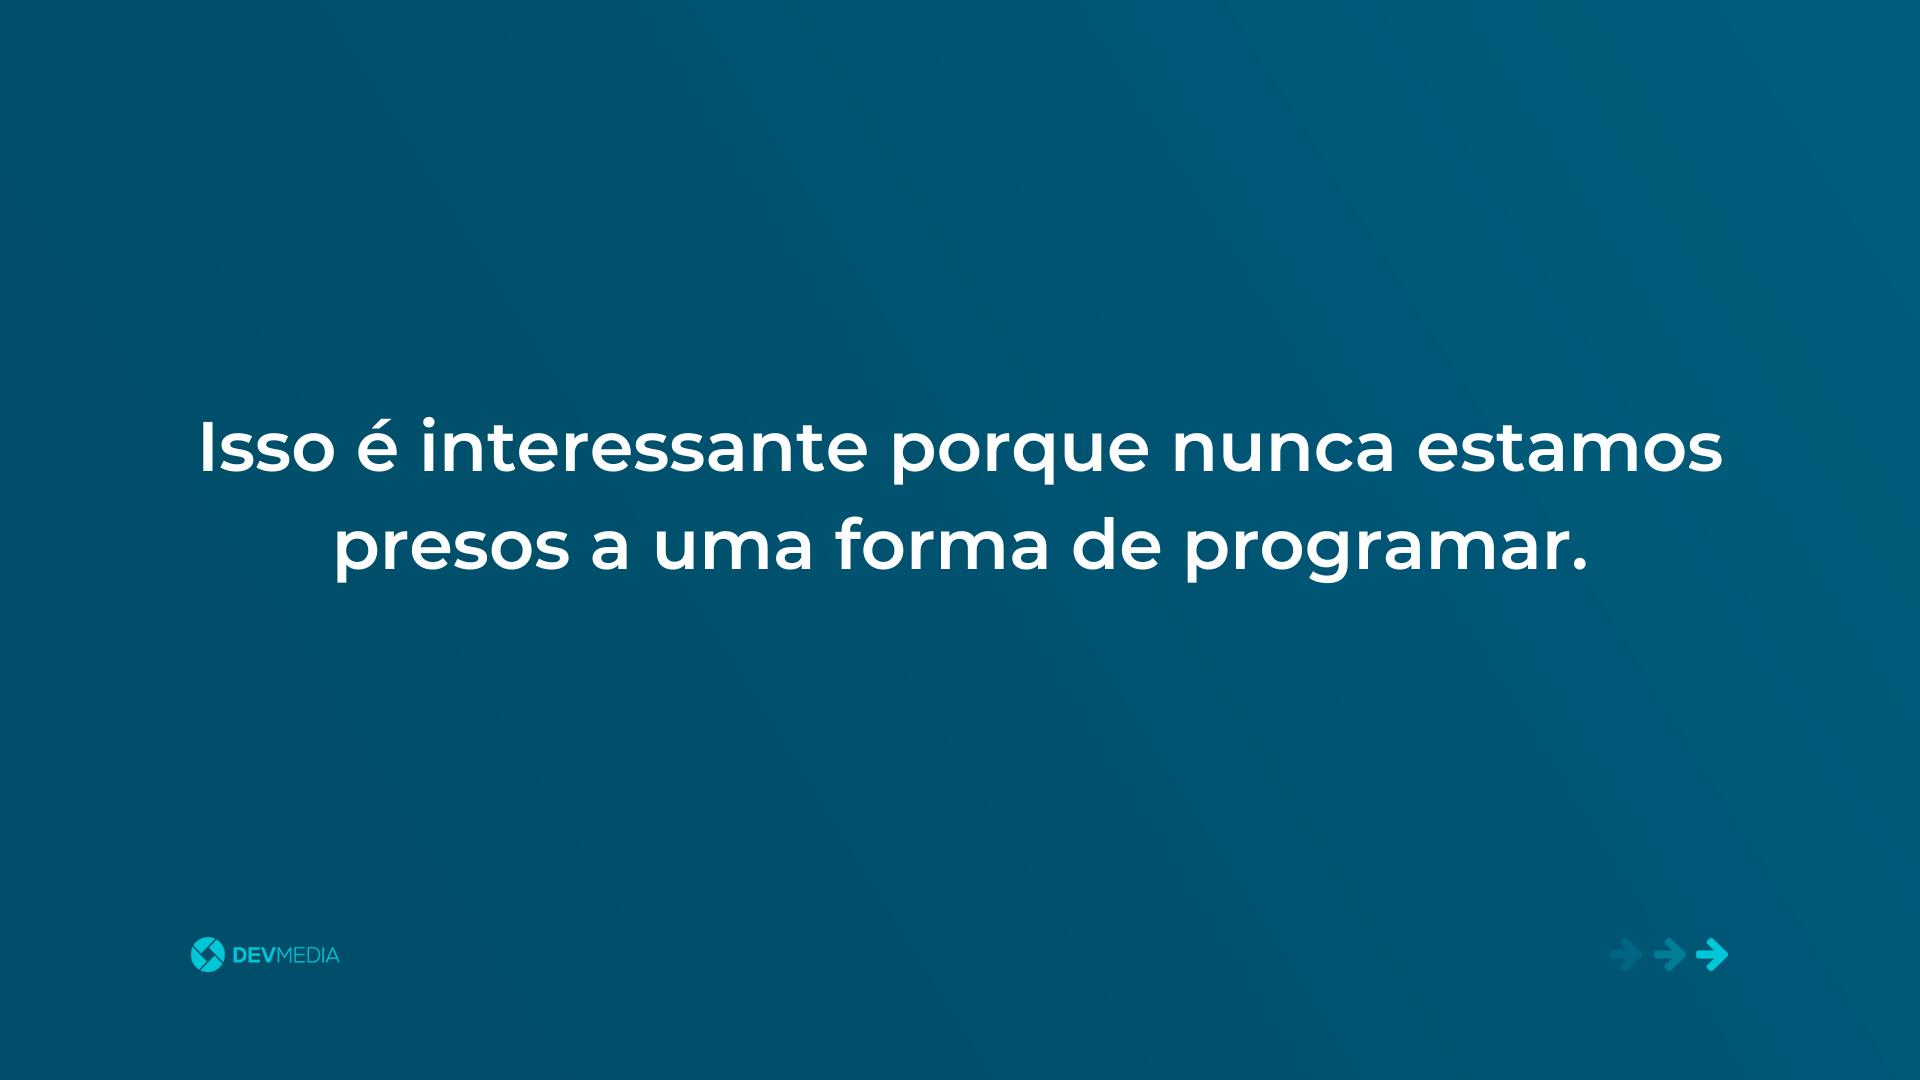 Isso é interessante porque nunca estamos
presos a uma forma de programar.
DEVMEDIA